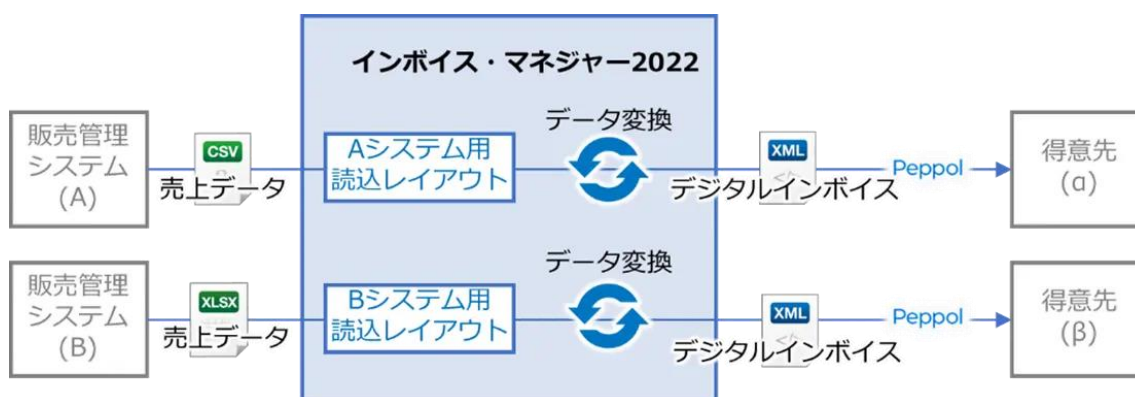 インボイス・マネジャー2022
販売管理
システム
(A)
CSV
売上データ
Aシステム用
読込レイアウト
データ変換
XML
</>
デジタルインボイス
Peppol
得意先
(α)
販売管理
システム
(B)
XLSX
売上データ
Bシステム用
読込レイアウト
データ変換
XML
</>
デジタルインボイス
Peppol
得意先
(β)